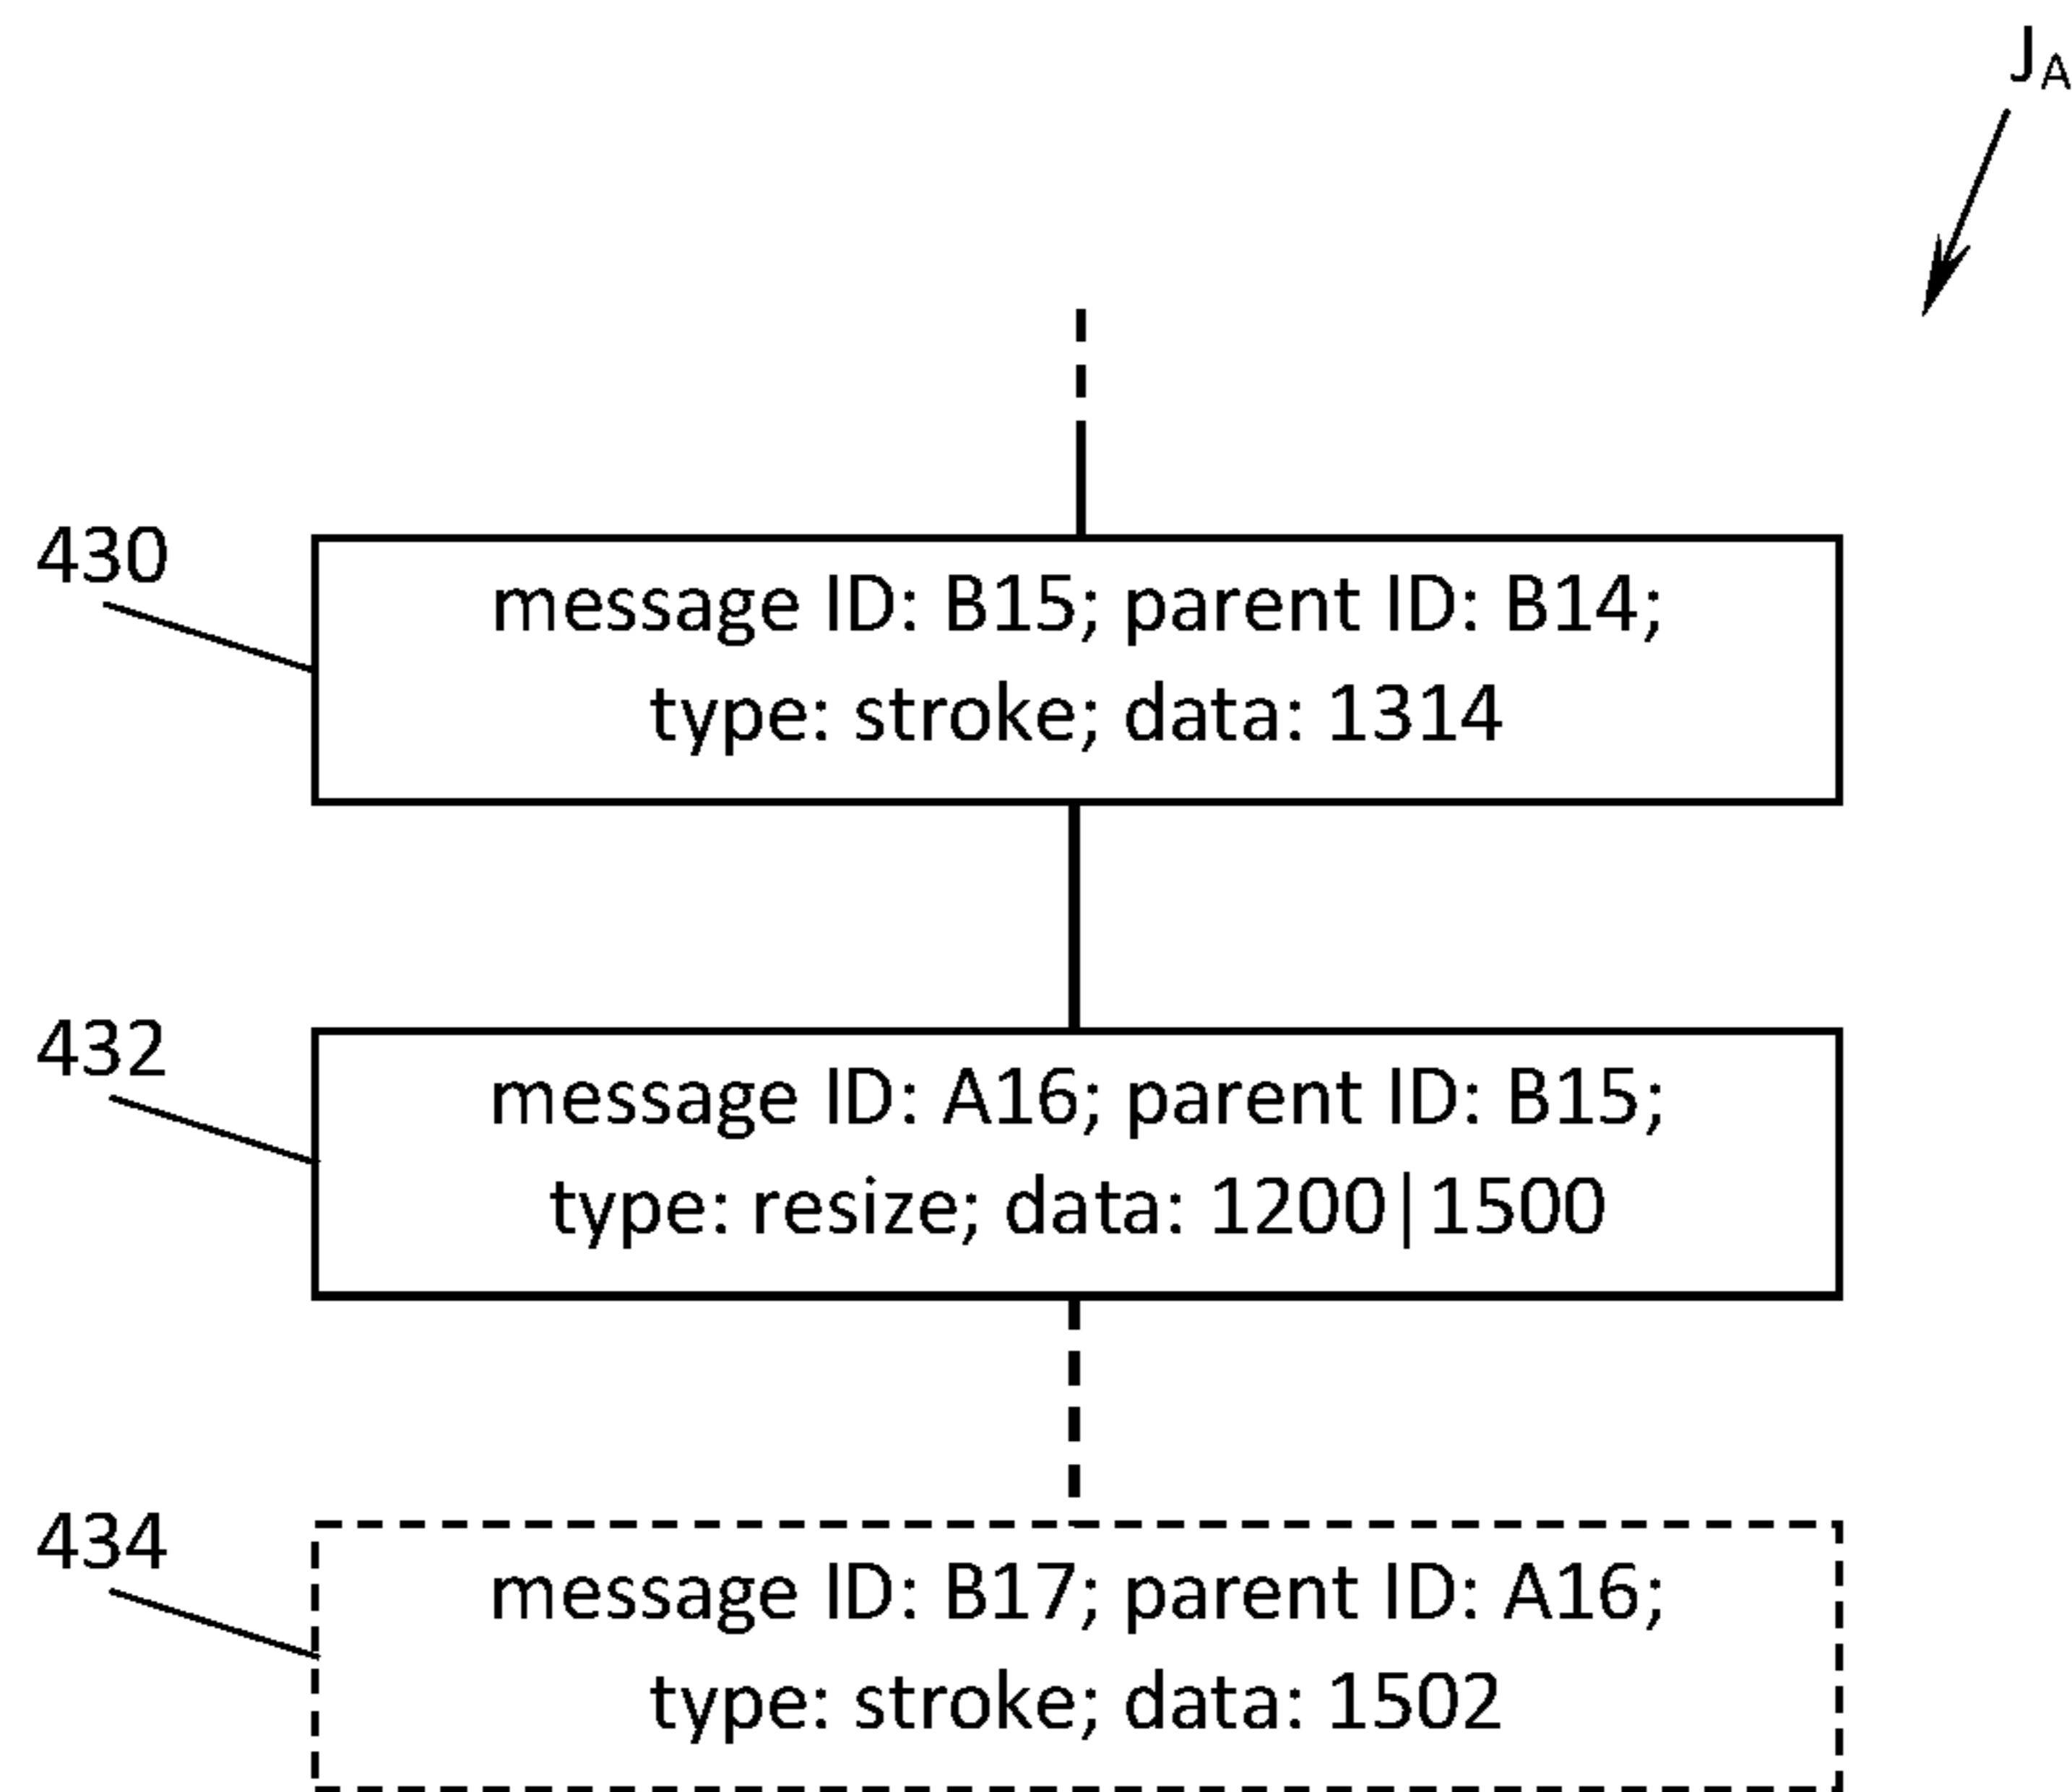 J_A
430
message ID: B15; parent ID: B14;
type: stroke; data: 1314
432
message ID: A16; parent ID: B15;
type: resize; data: 1200|1500
434
message ID: B17; parent ID: A16;
type: stroke; data: 1502